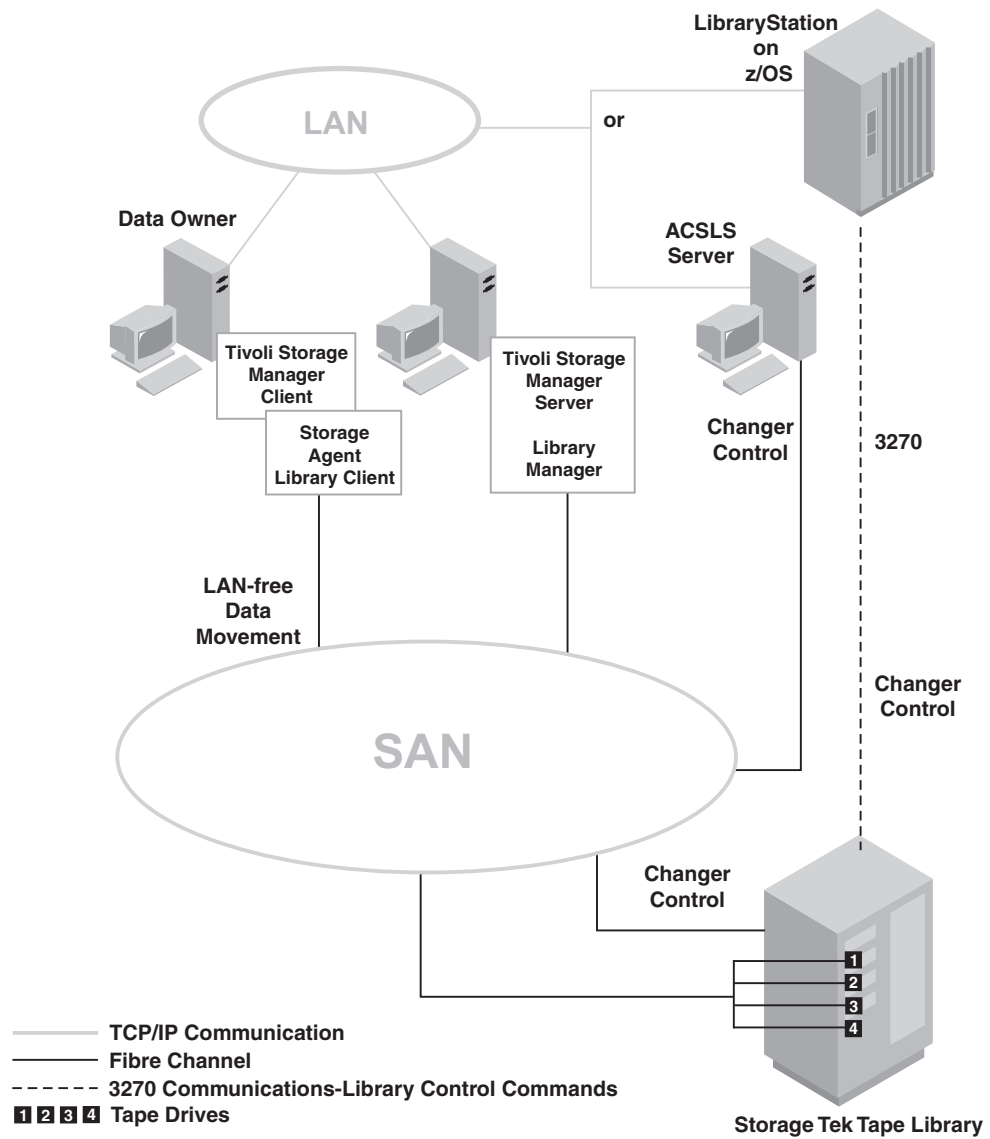 LibraryStation
on
z/OS
LAN
or
Data Owner
ACSLS
Server
Tivoli Storage
Manager
Client
Storage
Agent
Library Client
Tivoli Storage
Manager
Server
Library
Manager
Changer
Control
3270
LAN-free
Data
Movement
Changer
Control
SAN
Changer
Control
1
2
3
4
TCP/IP Communication
Fibre Channel
3270 Communications-Library Control Commands
1 2 3 4 Tape Drives
Storage Tek Tape Library